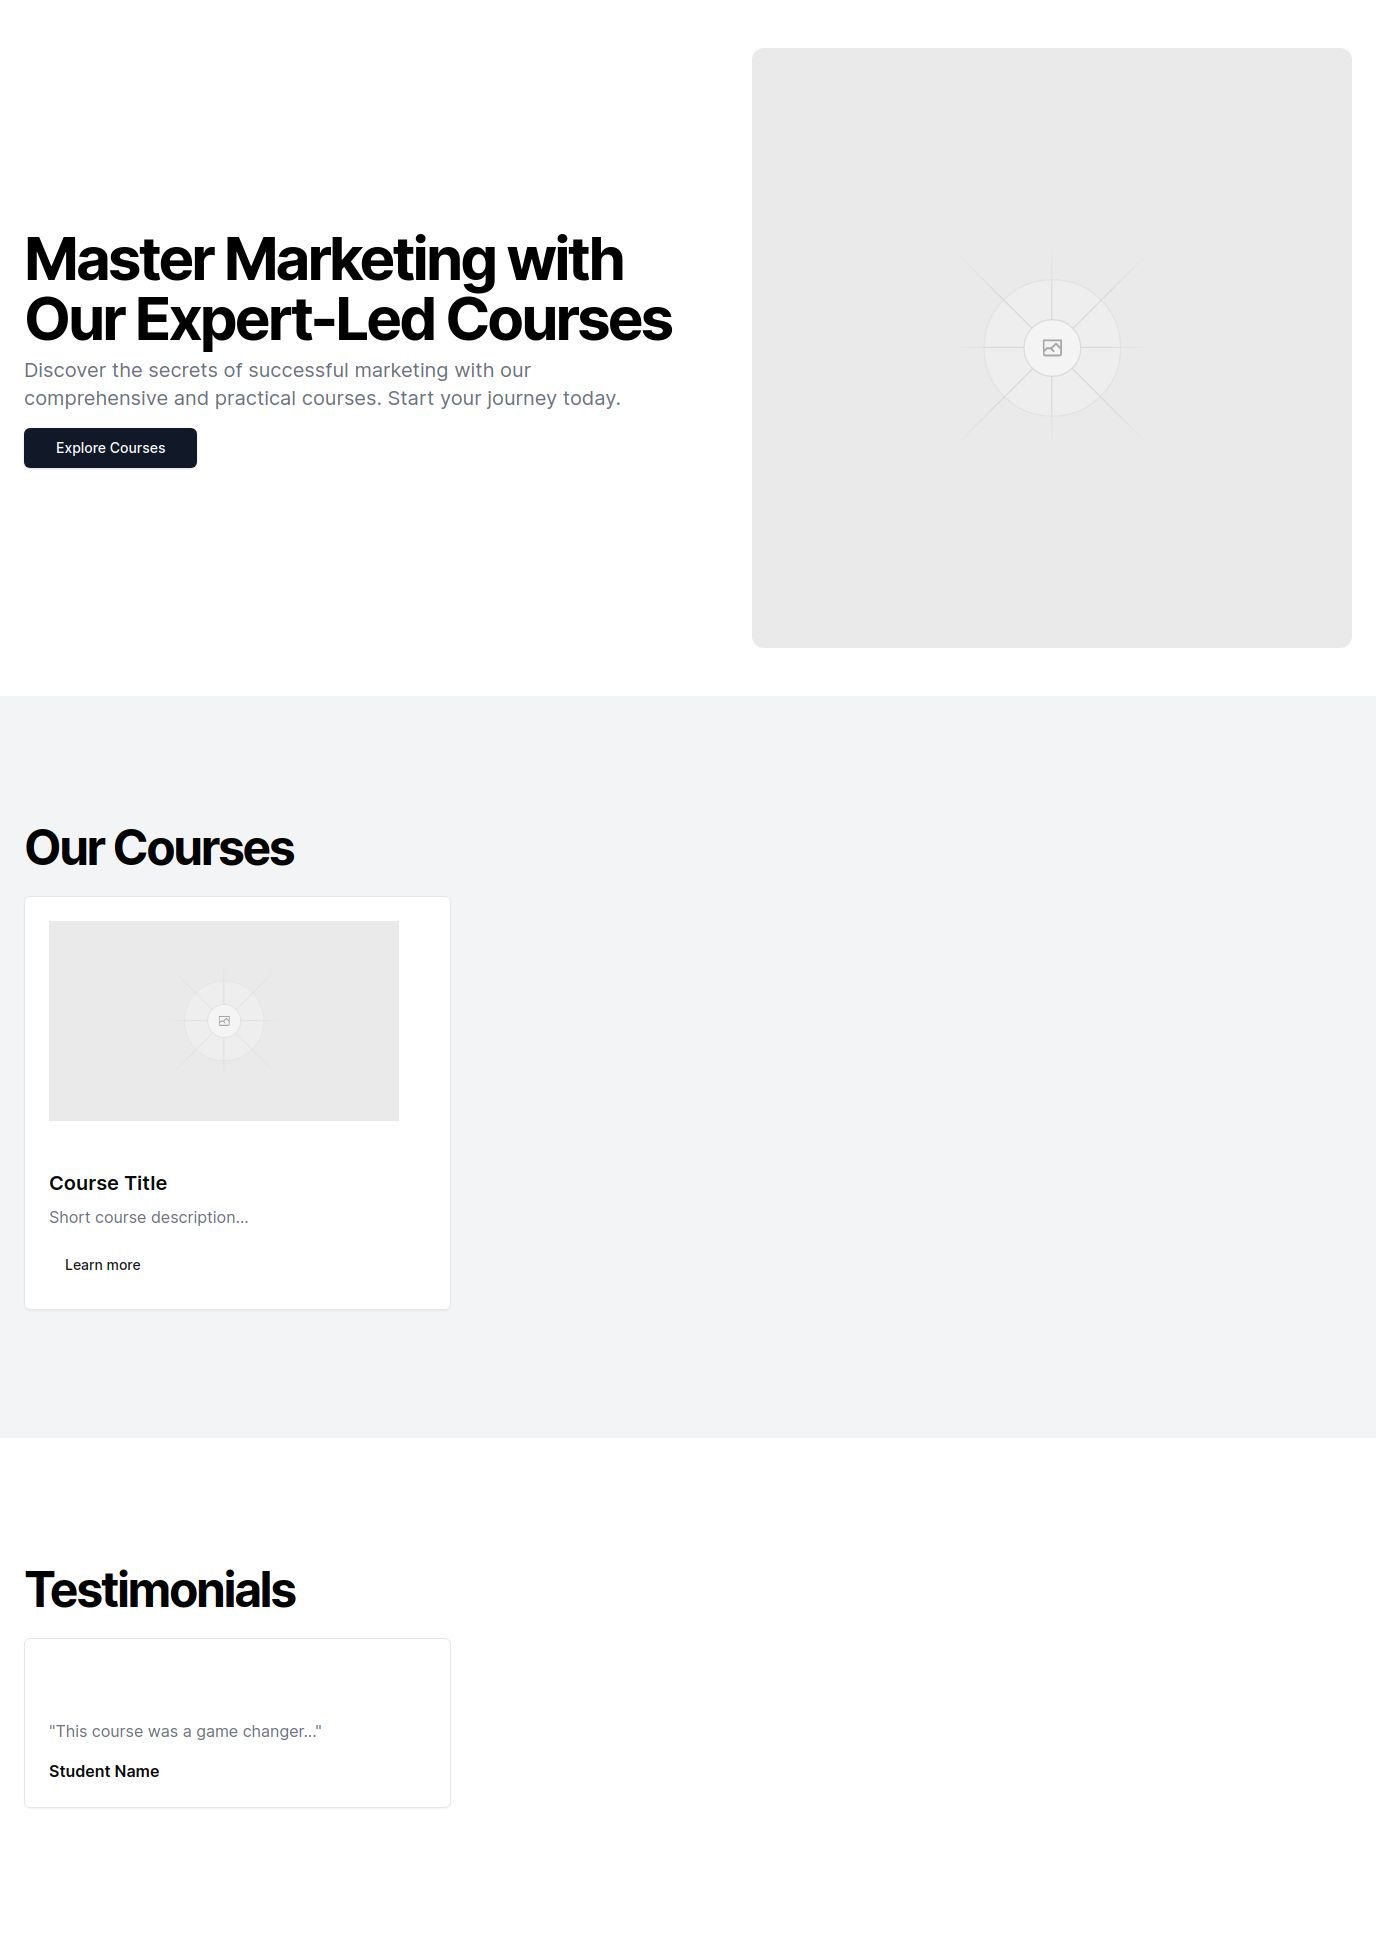 Master Marketing with
Our Expert-Led Courses
Discover the secrets of successful marketing with our
comprehensive and practical courses. Start your journey today.
Explore Courses
Our Courses
Course Title
Short course description...
Learn more
Testimonials
"This course was a game changer..."
Student Name